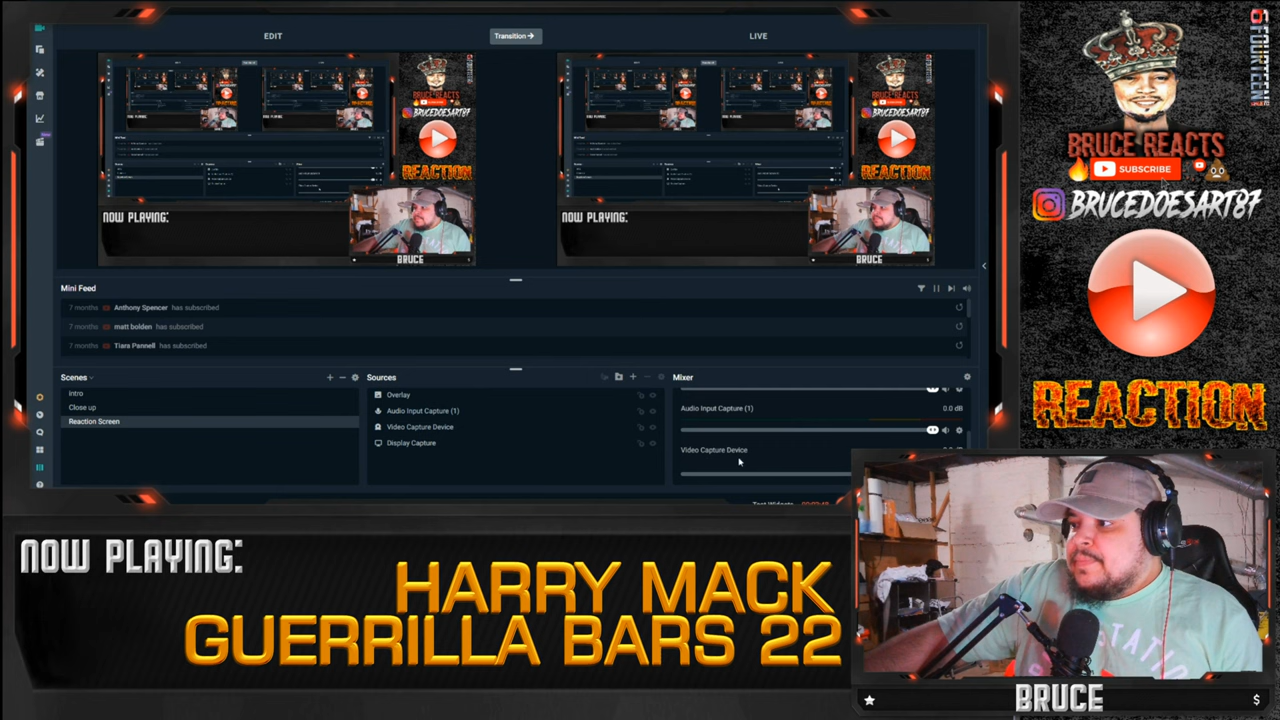 EDIT
Transition
LIVE
NOW PLAYING:
BRUCE
NOW PLAYING:
BRUCE
Mini Feed
7 months Anthony Spencer has subscribed
7 months matt bolden has subscribed
7 months Tiara Pannell has subscribed
Scenes
Intro
Close up
Reaction Screen
Sources
Overlay
Audio Input Capture (1)
Video Capture Device
Display Capture
Mixer
Audio Input Capture (1) 0.0 dB
Video Capture Device
6FOURTEEN
BRUCE REACTS
SUBSCRIBE
BRUCEDOESART87
REACTION
NOW PLAYING:
HARRY MACK
GUERRILLA BARS 22
BRUCE
$